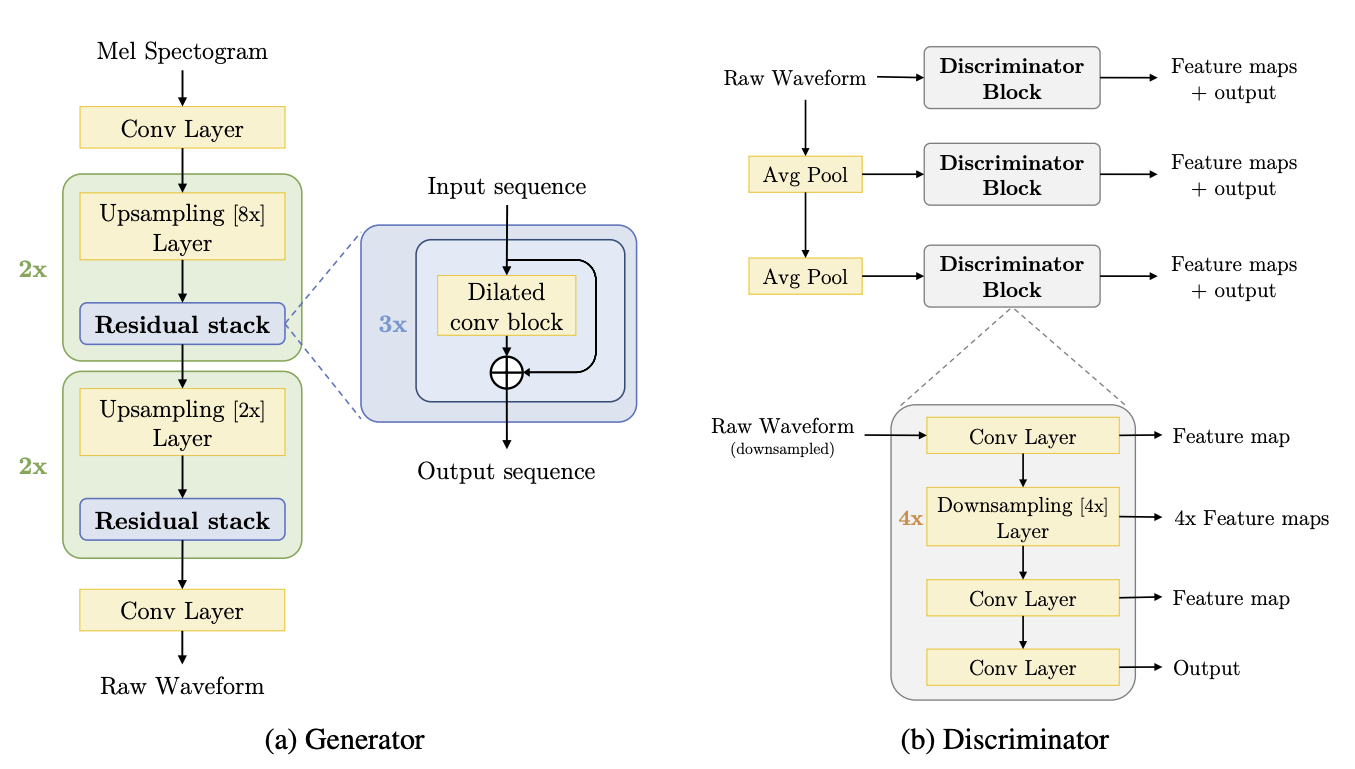 Mel Spectogram
Conv Layer
2x
Upsampling [8x]
Layer
Residual stack
2x
Upsampling [2x]
Layer
Residual stack
Conv Layer
Raw Waveform
Input sequence
3x
Dilated
conv block
Output sequence
(a) Generator
Raw Waveform
Discriminator
Block
Feature maps
+ output
Avg Pool
Discriminator
Block
Feature maps
+ output
Avg Pool
Discriminator
Block
Feature maps
+ output
Raw Waveform
(downsampled)
Conv Layer
Feature map
4x
Downsampling [4x]
Layer
4x Feature maps
Conv Layer
Feature map
Conv Layer
Output
(b) Discriminator